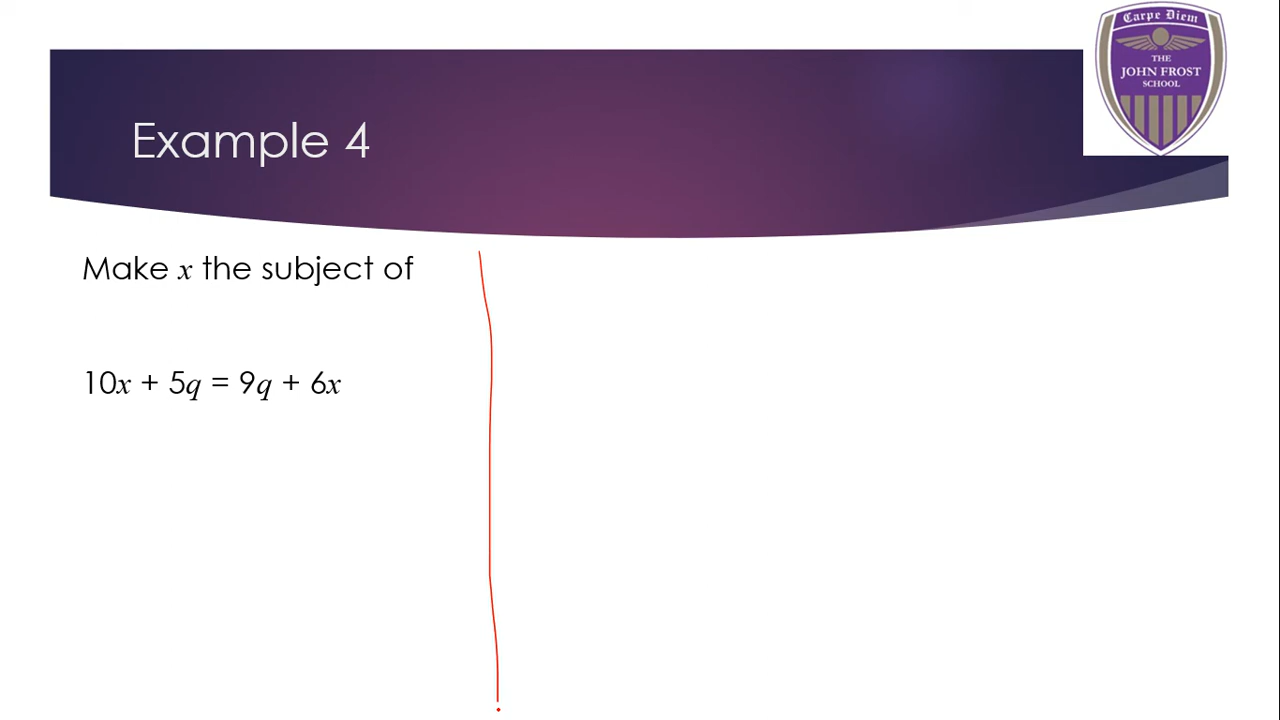 Carpe Diem
THE
JOHN FROST
SCHOOL
Example 4
Make x the subject of
10x + 5q = 9q + 6x